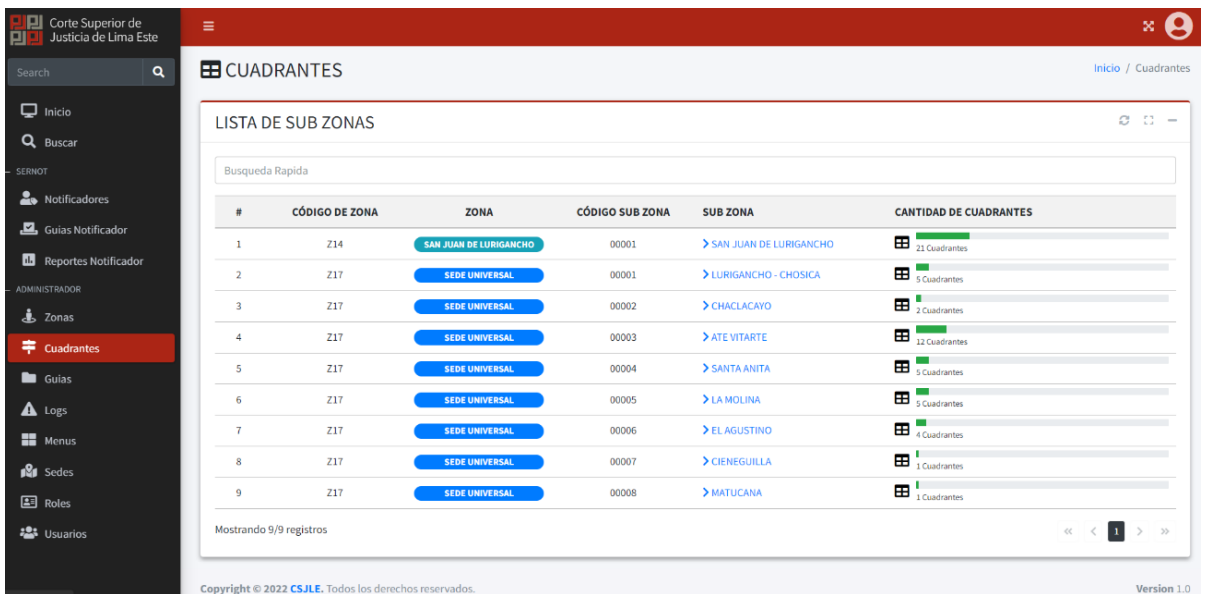 Corte Superior de
Justicia de Lima Este
Search
Inicio
Buscar
SERNOT
Notificadores
Guias Notificador
Reportes Notificador
ADMINISTRADOR
Zonas
Cuadrantes
Guias
Logs
Menus
Sedes
Roles
Usuarios
CUADRANTES
Inicio / Cuadrantes
LISTA DE SUB ZONAS
Busqueda Rapida
# CÓDIGO DE ZONA ZONA CÓDIGO SUB ZONA SUB ZONA CANTIDAD DE CUADRANTES
1 Z14 SAN JUAN DE LURIGANCHO 00001 SAN JUAN DE LURIGANCHO 21 Cuadrantes
2 Z17 SEDE UNIVERSAL 00001 LURIGANCHO - CHOSICA 5 Cuadrantes
3 Z17 SEDE UNIVERSAL 00002 CHACLACAYO 2 Cuadrantes
4 Z17 SEDE UNIVERSAL 00003 ATE VITARTE 12 Cuadrantes
5 Z17 SEDE UNIVERSAL 00004 SANTA ANITA 5 Cuadrantes
6 Z17 SEDE UNIVERSAL 00005 LA MOLINA 5 Cuadrantes
7 Z17 SEDE UNIVERSAL 00006 EL AGUSTINO 4 Cuadrantes
8 Z17 SEDE UNIVERSAL 00007 CIENEGUILLA 1 Cuadrantes
9 Z17 SEDE UNIVERSAL 00008 MATUCANA 1 Cuadrantes
Mostrando 9/9 registros
« < 1 > »
Copyright © 2022 CSJLE. Todos los derechos reservados.
Version 1.0